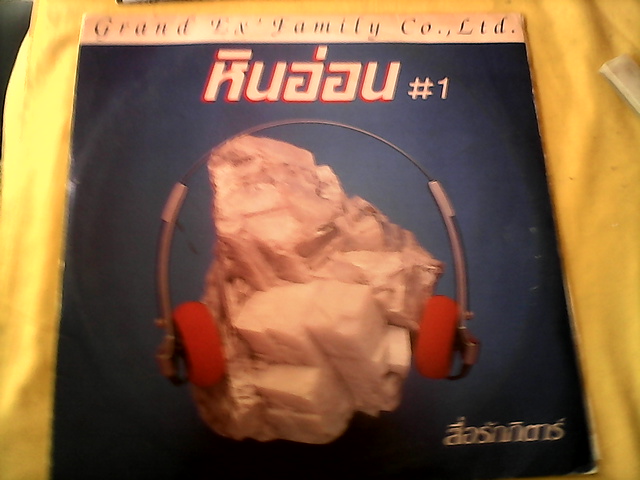 Grand Ex' Family Co.,Ltd.
หินอ่อน #1
สื่อรักกีตาร์